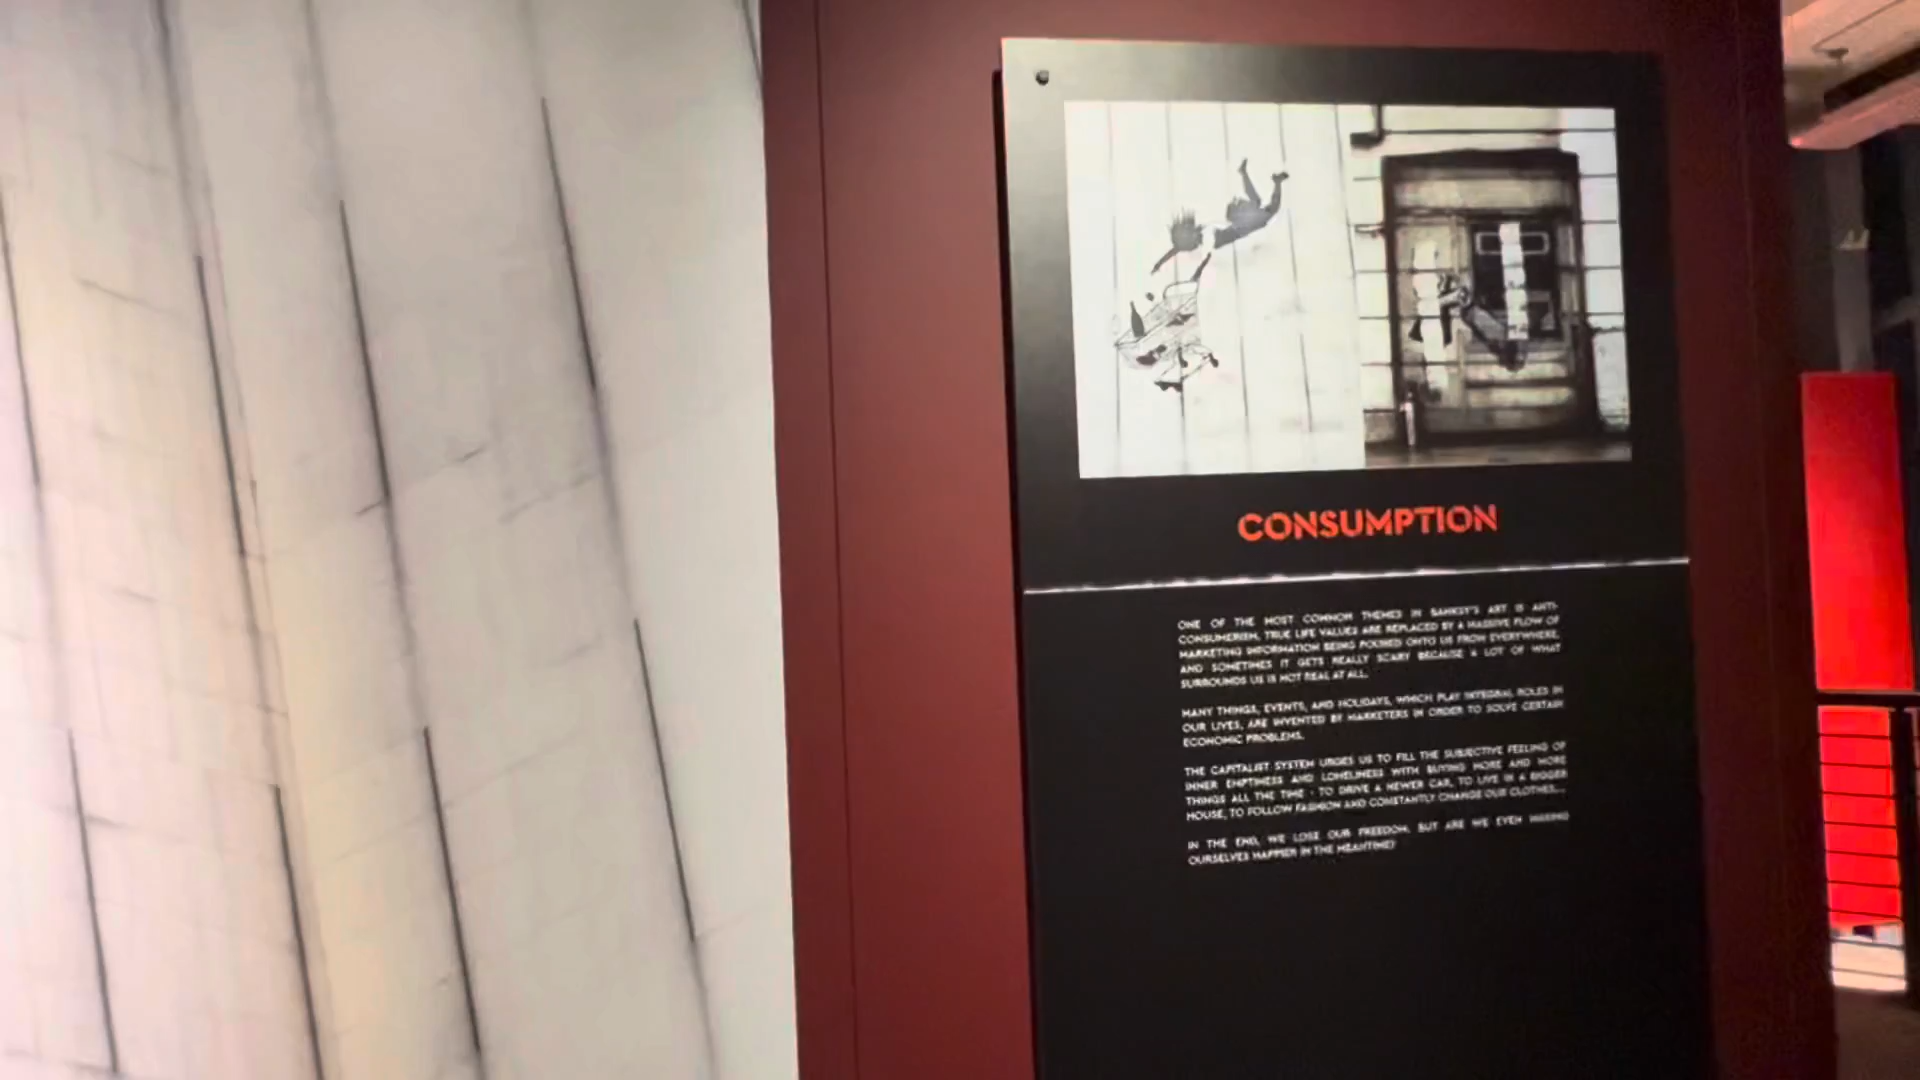 CONSUMPTION
ONE OF THE MOST COMMON THEMES IN BANKSY'S ART IS ANTI-
CONSUMERISM. TRUE LIFE VALUES ARE REPLACED BY A MASSIVE FLOW OF
MARKETING INFORMATION BEING POURED ONTO US FROM EVERYWHERE,
AND SOMETIMES IT GETS REALLY SCARY BECAUSE A LOT OF WHAT
SURROUNDS US IS NOT REAL AT ALL.
MANY THINGS, EVENTS, AND HOLIDAYS, WHICH PLAY INTEGRAL ROLES IN
OUR LIVES, ARE INVENTED BY MARKETERS IN ORDER TO SOLVE CERTAIN
ECONOMIC PROBLEMS.
THE CAPITALIST SYSTEM URGES US TO FILL THE SUBJECTIVE FEELING OF
INNER EMPTINESS AND LONELINESS WITH BUYING MORE AND MORE
THINGS ALL THE TIME - TO DRIVE A NEWER CAR, TO LIVE IN A BIGGER
HOUSE, TO FOLLOW FASHION AND CONSTANTLY CHANGE OUR CLOTHES...
IN THE END, WE LOSE OUR FREEDOM. BUT ARE WE EVEN MAKING
OURSELVES HAPPIER IN THE MEANTIME?